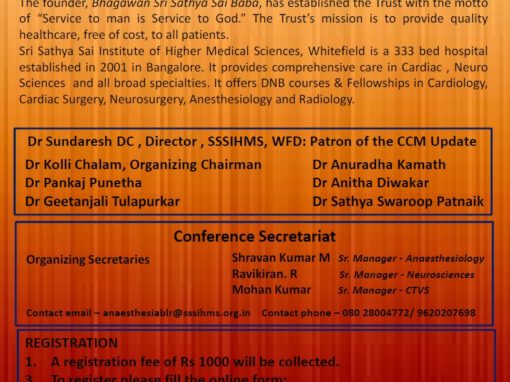 The founder, Bhagawan Sri Sathya Sai Baba, has established the Trust with the motto
of “Service to man is Service to God.” The Trust’s mission is to provide quality
healthcare, free of cost, to all patients.
Sri Sathya Sai Institute of Higher Medical Sciences, Whitefield is a 333 bed hospital
established in 2001 in Bangalore. It provides comprehensive care in Cardiac , Neuro
Sciences and all broad specialties. It offers DNB courses & Fellowships in Cardiology,
Cardiac Surgery, Neurosurgery, Anesthesiology and Radiology.
Dr Sundaresh DC , Director , SSSIHMS, WFD: Patron of the CCM Update
Dr Kolli Chalam, Organizing Chairman Dr Anuradha Kamath
Dr Pankaj Punetha Dr Anitha Diwakar
Dr Geetanjali Tulapurkar Dr Sathya Swaroop Patnaik
Conference Secretariat
Organizing Secretaries Shravan Kumar M Sr. Manager - Anaesthesiology
Ravikiran. R Sr. Manager - Neurosciences
Mohan Kumar Sr. Manager - CTVS
Contact email – anaesthesiablr@sssihms.org.in Contact phone – 080 28004772/ 9620207698
REGISTRATION
1. A registration fee of Rs 1000 will be collected.
3. To register please fill the online form: